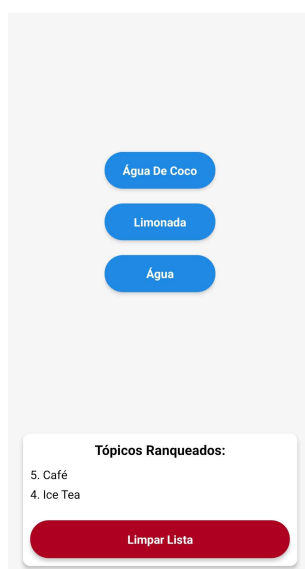 Água De Coco
Limonada
Água
Tópicos Ranqueados:
5. Café
4. Ice Tea
Limpar Lista